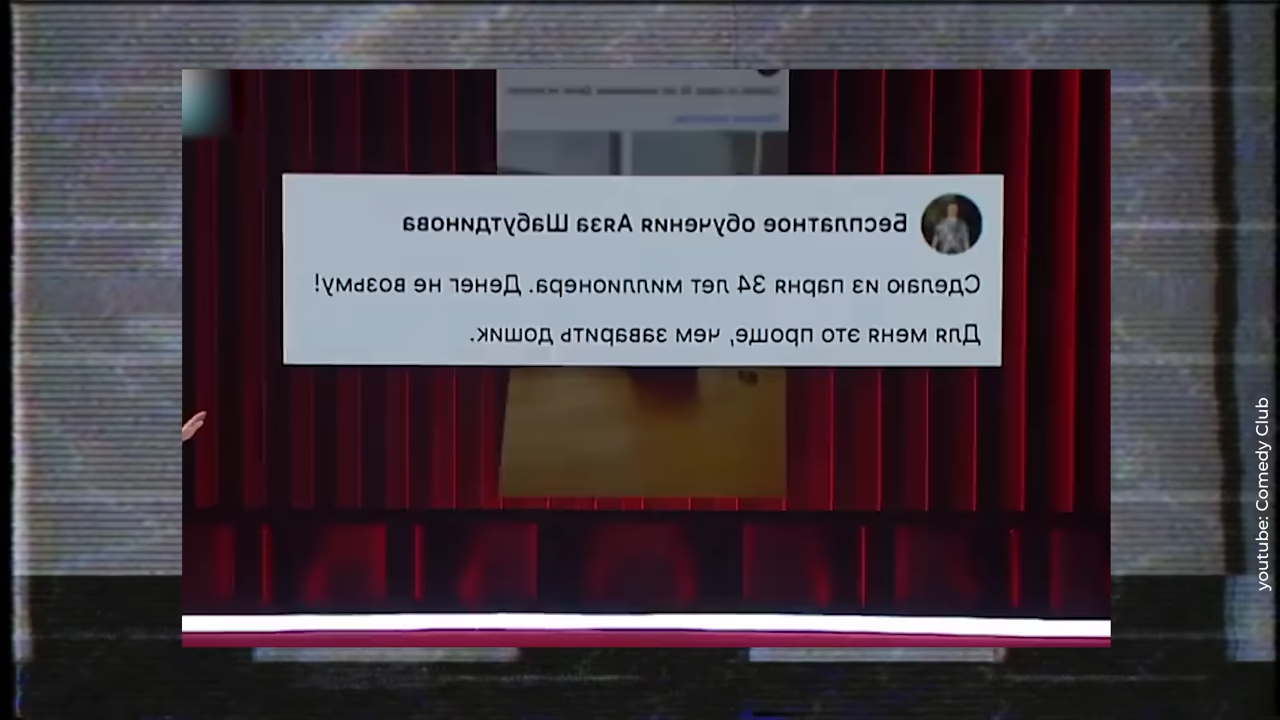 Бесплатное обучения Аяза Шабутдинова
Сделаю из парня 34 лет миллионера. Денег не возьму!
Для меня это проще, чем заварить дошик.
youtube: Comedy Club